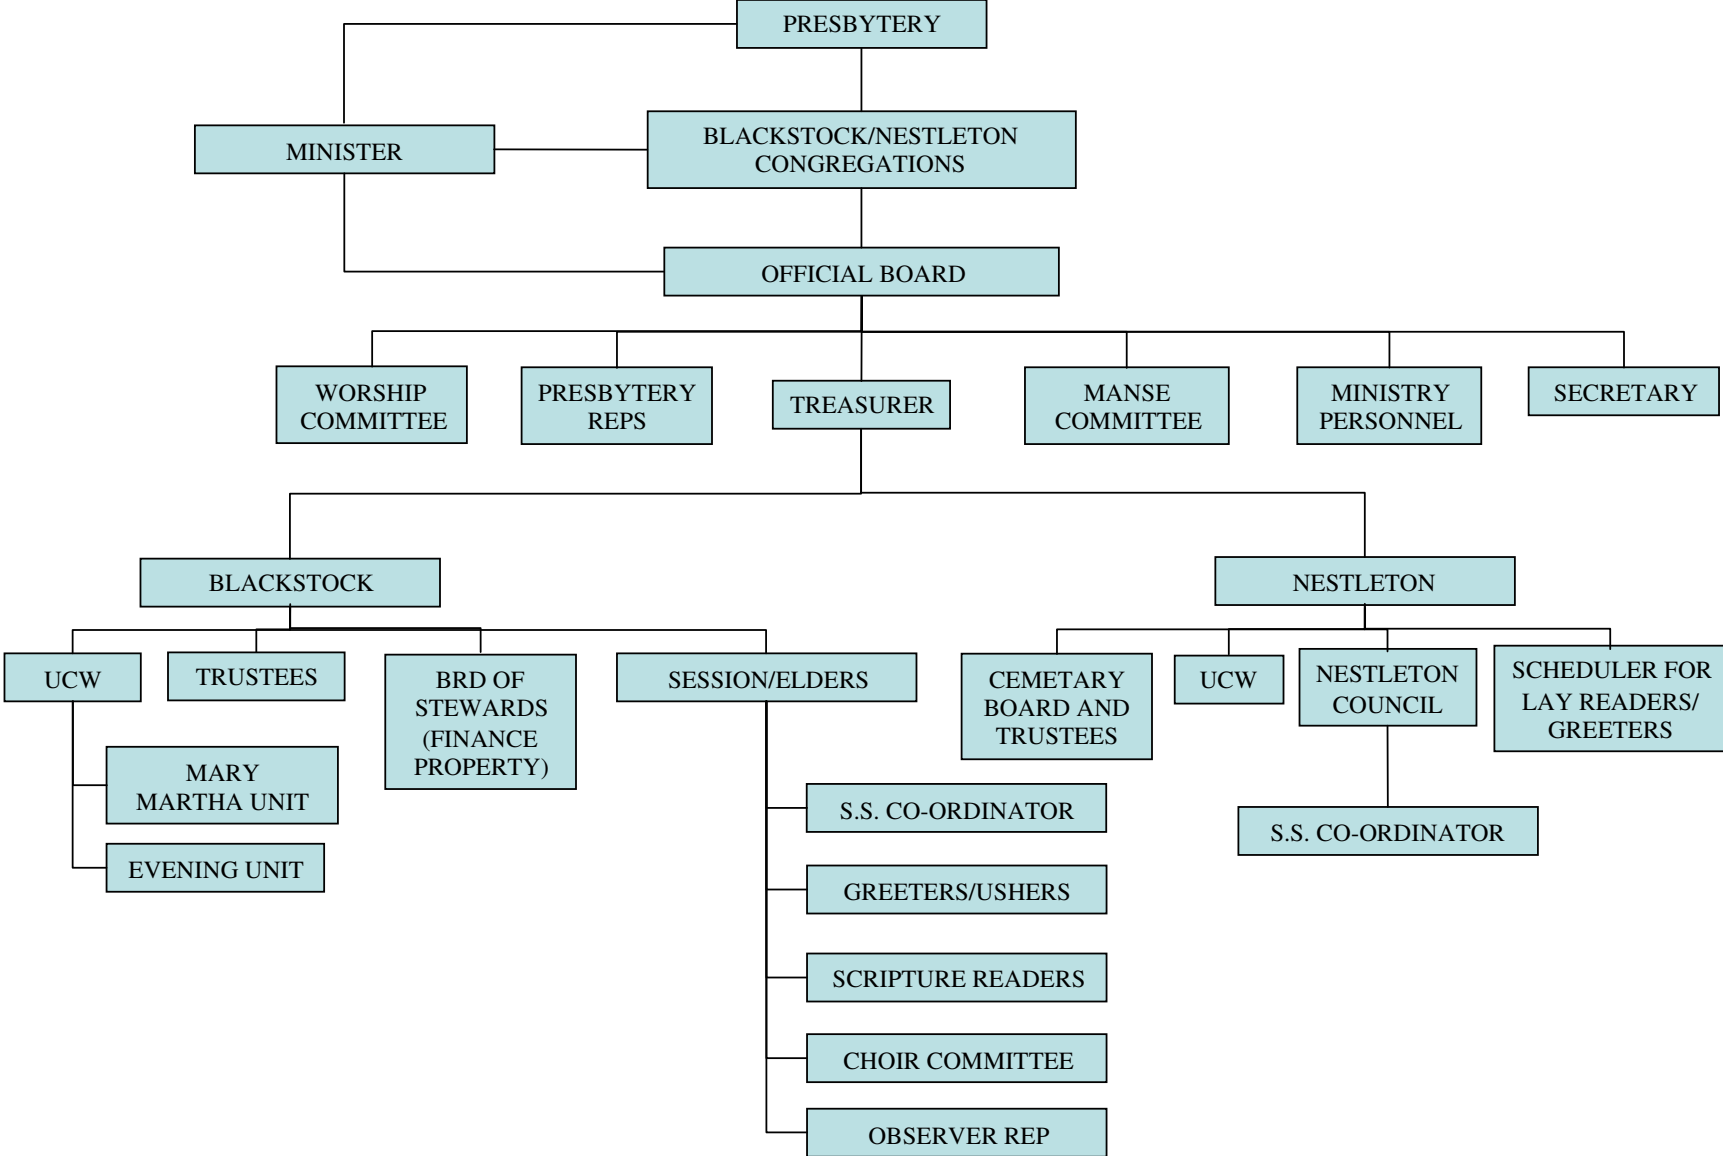 PRESBYTERY
MINISTER
BLACKSTOCK/NESTLETON
CONGREGATIONS
OFFICIAL BOARD
WORSHIP
COMMITTEE
PRESBYTERY
REPS
TREASURER
MANSE
COMMITTEE
MINISTRY
PERSONNEL
SECRETARY
BLACKSTOCK
NESTLETON
UCW
TRUSTEES
BRD OF
STEWARDS
(FINANCE
PROPERTY)
SESSION/ELDERS
CEMETARY
BOARD AND
TRUSTEES
UCW
NESTLETON
COUNCIL
SCHEDULER FOR
LAY READERS/
GREETERS
MARY
MARTHA UNIT
EVENING UNIT
S.S. CO-ORDINATOR
GREETERS/USHERS
SCRIPTURE READERS
CHOIR COMMITTEE
OBSERVER REP
S.S. CO-ORDINATOR